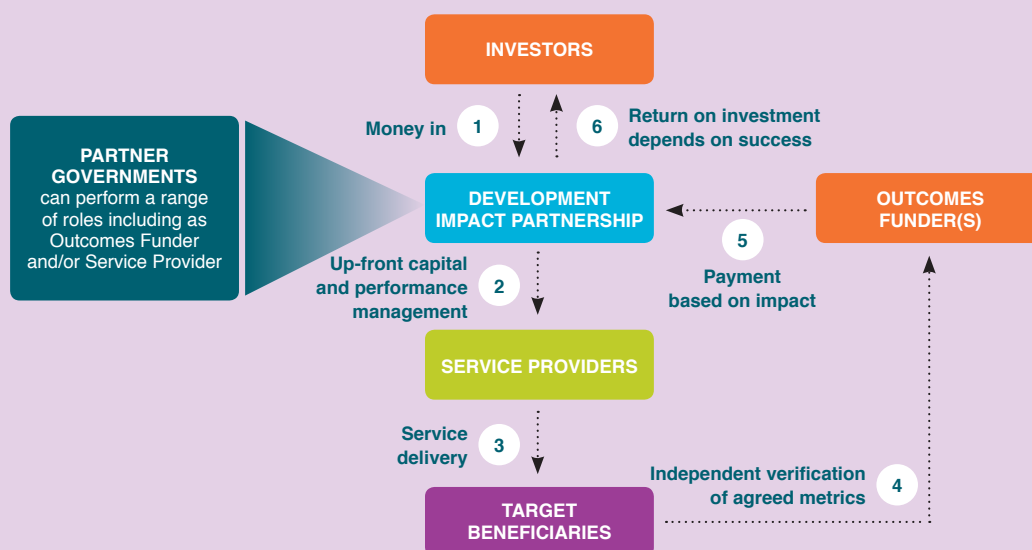 INVESTORS
Money in
1
6
Return on investment
depends on success
PARTNER
GOVERNMENTS
can perform a range
of roles including as
Outcomes Funder
and/or Service Provider
DEVELOPMENT
IMPACT PARTNERSHIP
OUTCOMES
FUNDER(S)
5
Payment
based on impact
Up-front capital
and performance
management
2
SERVICE PROVIDERS
Service
delivery
3
Independent verification
of agreed metrics
4
TARGET
BENEFICIARIES